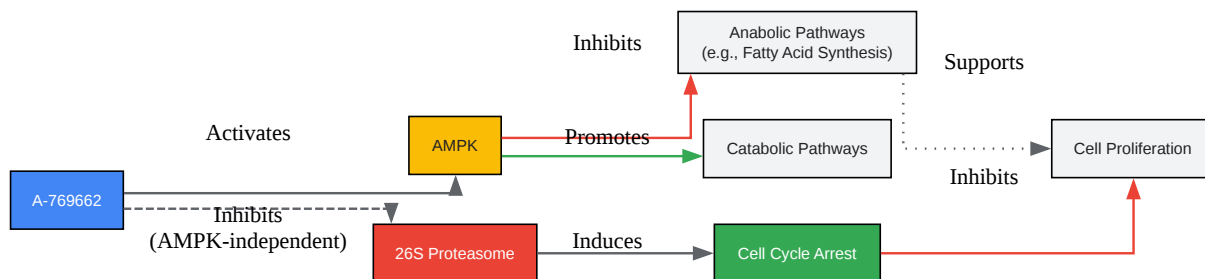 Anabolic Pathways
(e.g., Fatty Acid Synthesis)
Inhibits
Supports
Activates
AMPK
Promotes
Catabolic Pathways
Cell Proliferation
Inhibits
A-769662
Inhibits
(AMPK-independent)
26S Proteasome
Induces
Cell Cycle Arrest